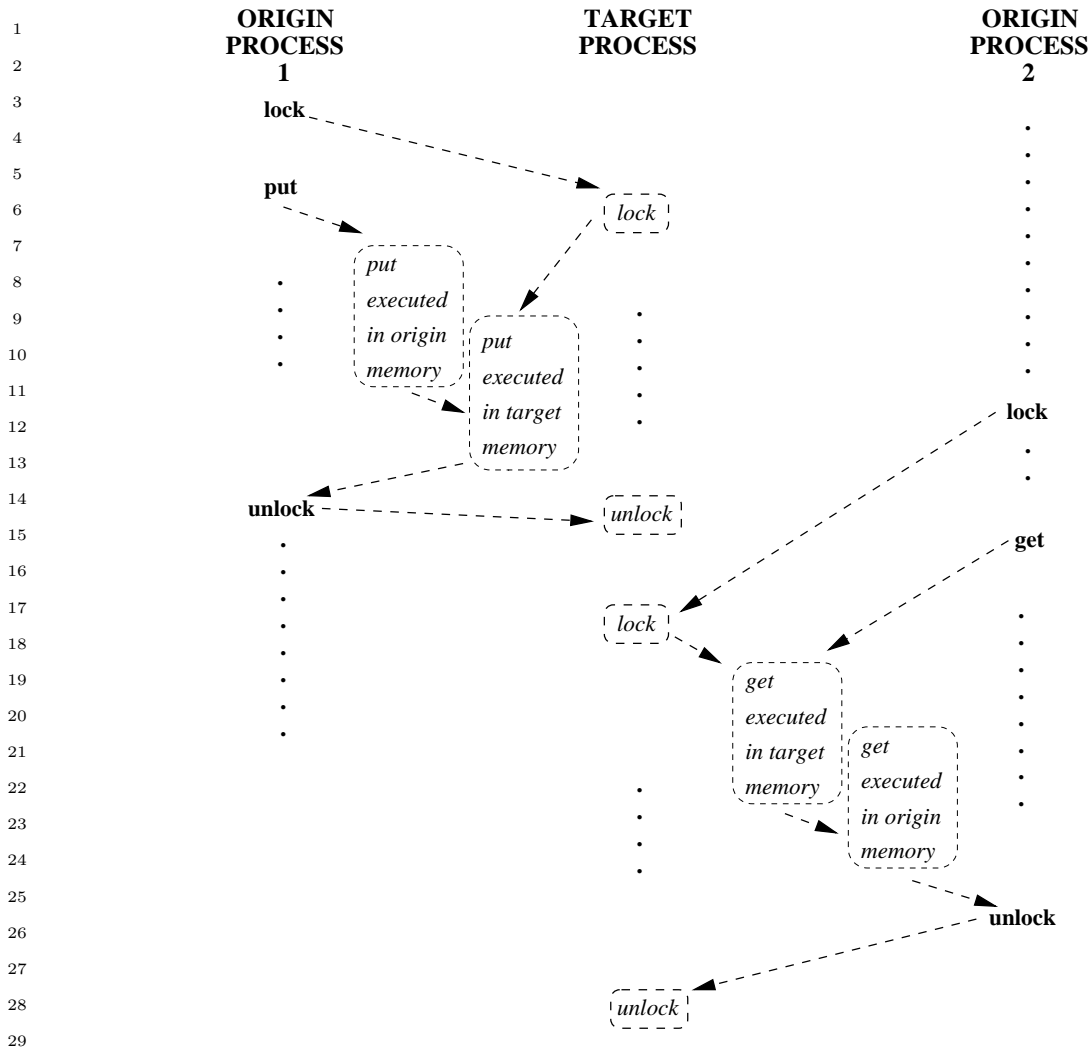 1
2
3
4
5
6
7
8
9
10
11
12
13
14
15
16
17
18
19
20
21
22
23
24
25
26
27
28
29
ORIGIN
PROCESS
1
TARGET
PROCESS
ORIGIN
PROCESS
2
lock
put
lock
put
executed
in origin
memory
put
executed
in target
memory
lock
unlock
unlock
get
lock
get
executed
in target
memory
get
executed
in origin
memory
unlock
unlock